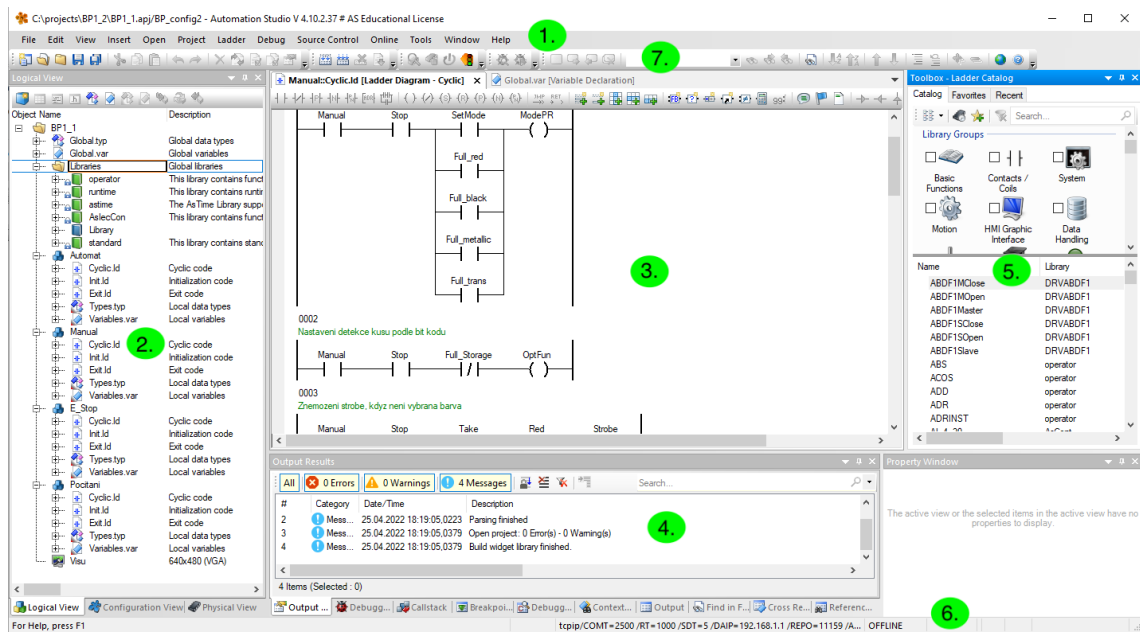 C:\projects\BP1_2\BP1_1.apj/BP_config2 - Automation Studio V 4.10.2.37 # AS Educational License
File Edit View Insert Open Project Ladder Debug Source Control Online Tools Window Help
1.
7.
Logical View
Object Name Description
BP1_1
Global.typ Global data types
Global.var Global variables
Libraries Global libraries
operator This library contains funct
runtime This library contains runtir
astime The AsTime Library suppo
AsIecCon This library contains funct
Library
standard This library contains stand
Automat
Cyclic.ld Cyclic code
Init.ld Initialization code
Exit.ld Exit code
Types.typ Local data types
Variables.var Local variables
Manual
Cyclic.ld Cyclic code
2.
Init.ld Initialization code
Exit.ld Exit code
Types.typ Local data types
Variables.var Local variables
E_Stop
Cyclic.ld Cyclic code
Init.ld Initialization code
Exit.ld Exit code
Types.typ Local data types
Variables.var Local variables
Pocitani
Cyclic.ld Cyclic code
Init.ld Initialization code
Exit.ld Exit code
Types.typ Local data types
Variables.var Local variables
Visu 640x480 (VGA)
Logical View Configuration View Physical View
Manual::Cyclic.ld [Ladder Diagram - Cyclic] X Global.var [Variable Declaration]
Manual Stop SetMode ModePR
Full_red
Full_black
Full_metallic
Full_trans
3.
0002
Nastaveni detekce kusu podle bit kodu
Manual Stop Full_Storage OptFun
0003
Znemozeni strobe, kdyz neni vybrana barva
Manual Stop Take Red Strobe
Output Results
All 0 Errors 0 Warnings 4 Messages Search...
# Category Date/Time Description
2 Mess... 25.04.2022 18:19:05,0223 Parsing finished
3 Mess... 25.04.2022 18:19:05,0379 Open project: 0 Error(s) - 0 Warning(s)
4 Mess... 25.04.2022 18:19:05,0379 Build widget library finished.
4.
4 Items (Selected : 0)
Output ... Debugg... Callstack Breakpoi... Debugg... Context... Output Find in F... Cross Re... Referenc...
Toolbox - Ladder Catalog
Catalog Favorites Recent
Search...
Library Groups
Basic Functions
Contacts / Coils
System
Motion
HMI Graphic Interface
Data Handling
Name Library
5.
ABDF1MClose DRVABDF1
ABDF1MOpen DRVABDF1
ABDF1Master DRVABDF1
ABDF1SClose DRVABDF1
ABDF1SOpen DRVABDF1
ABDF1Slave DRVABDF1
ABS operator
ACOS operator
ADD operator
ADR operator
ADRINST operator
Property Window
The active view or the selected items in the active view have no
properties to display.
6.
For Help, press F1
tcpip/COMT=2500 /RT=1000 /SDT=5 /DAIP=192.168.1.1 /REPO=11159 /A... OFFLINE